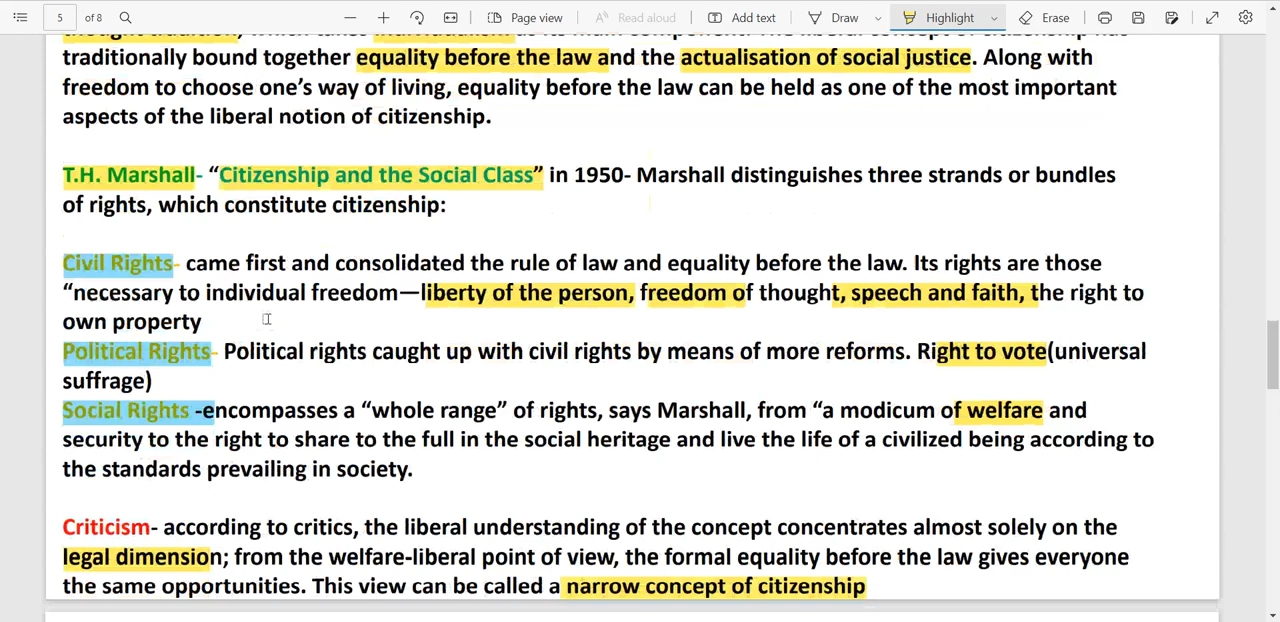 5 of 8 Page view Read aloud Add text Draw Highlight Erase
traditionally bound together equality before the law and the actualisation of social justice. Along with
freedom to choose one’s way of living, equality before the law can be held as one of the most important
aspects of the liberal notion of citizenship.
T.H. Marshall- “Citizenship and the Social Class” in 1950- Marshall distinguishes three strands or bundles
of rights, which constitute citizenship:
Civil Rights- came first and consolidated the rule of law and equality before the law. Its rights are those
“necessary to individual freedom—liberty of the person, freedom of thought, speech and faith, the right to
own property
Political Rights- Political rights caught up with civil rights by means of more reforms. Right to vote(universal
suffrage)
Social Rights -encompasses a “whole range” of rights, says Marshall, from “a modicum of welfare and
security to the right to share to the full in the social heritage and live the life of a civilized being according to
the standards prevailing in society.
Criticism- according to critics, the liberal understanding of the concept concentrates almost solely on the
legal dimension; from the welfare-liberal point of view, the formal equality before the law gives everyone
the same opportunities. This view can be called a narrow concept of citizenship